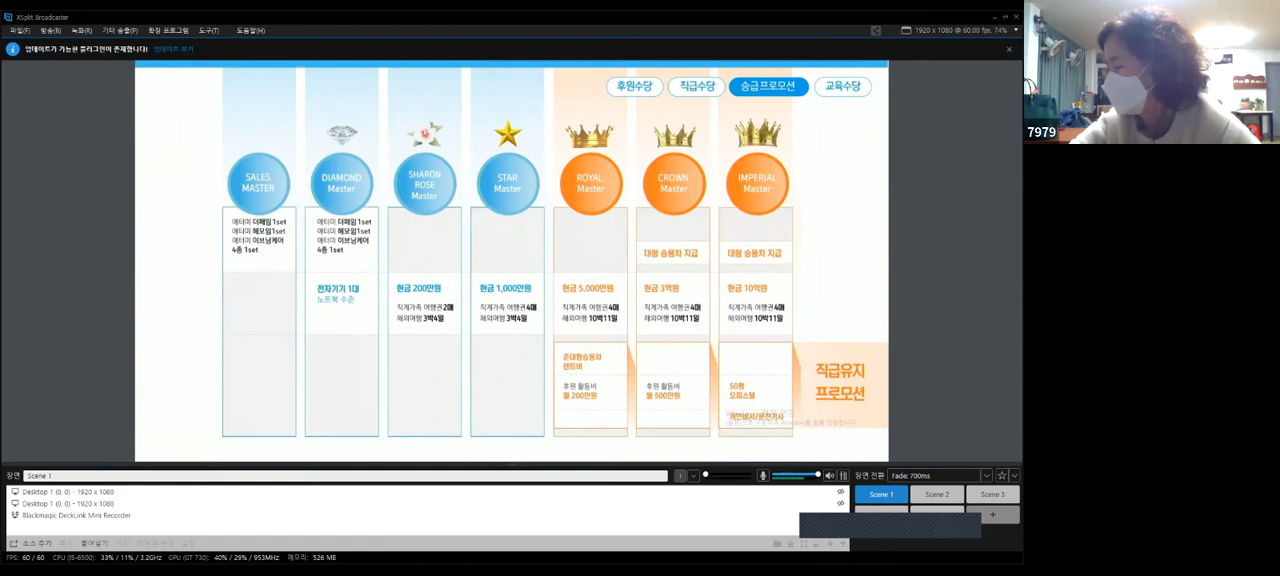 XSplit Broadcaster
파일(F) 방송(B) 녹화(R) 기타 송출(P) 확장 프로그램 도구(T) 도움말(H)
1920 x 1080 @ 60.00 fps, 74%
업데이트가 가능한 플러그인이 존재합니다! 업데이트 보기
7979
후원수당 직급수당 승급프로모션 교육수당
SALES
MASTER
DIAMOND
Master
SHARON
ROSE
Master
STAR
Master
ROYAL
Master
CROWN
Master
IMPERIAL
Master
애터미 더페임 1set
애터미 헤모임 1set
애터미 이브닝케어
4종 1set
애터미 더페임 1set
애터미 헤모임 1set
애터미 이브닝케어
4종 1set
대형 승용차 지급
대형 승용차 지급
전자기기 1대
노트북 수준
현금 200만원
직계가족 여행권 2매
해외여행 3박4일
현금 1,000만원
직계가족 여행권 4매
해외여행 3박4일
현금 5,000만원
직계가족 여행권 4매
해외여행 10박11일
현금 3억원
직계가족 여행권 4매
해외여행 10박11일
현금 10억원
직계가족 여행권 4매
해외여행 10박11일
준대형승용차
렌트비
후원 활동비
월 200만원
후원 활동비
월 500만원
50평
오피스텔
개인비서/운전기사
직급유지
프로모션
장면 Scene 1
1
장면 전환 Fade: 700ms
Desktop 1 (0, 0) - 1920 x 1080
Desktop 1 (0, 0) - 1920 x 1080
Blackmagic DeckLink Mini Recorder
Scene 1 Scene 2 Scene 3
소스 추가 붙여넣기
FPS: 60 / 60 CPU (I5-6500): 33% / 11% / 3.2GHz GPU (GT 730): 40% / 29% / 953MHz 메모리: 526 MB